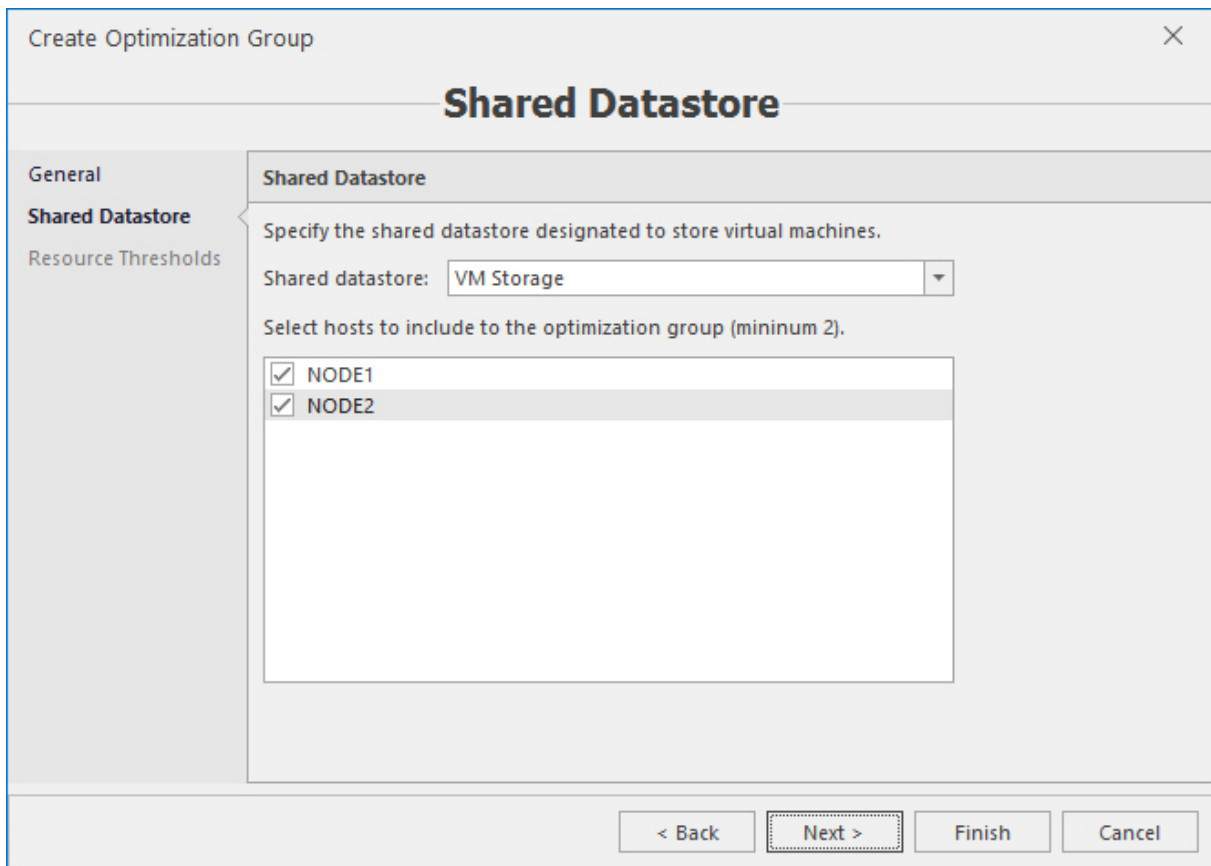 Create Optimization Group
Shared Datastore
General
Shared Datastore
Resource Thresholds
Shared Datastore
Specify the shared datastore designated to store virtual machines.
Shared datastore: VM Storage
Select hosts to include to the optimization group (mininum 2).
NODE1
NODE2
< Back Next > Finish Cancel